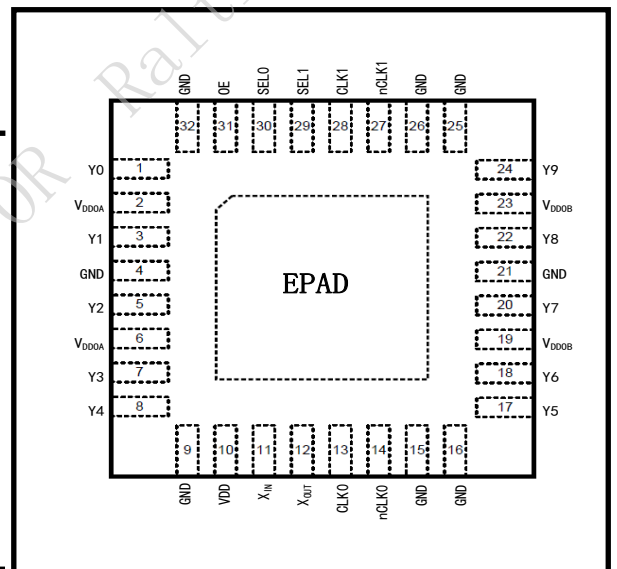 GND OE SEL0 SEL1 CLK1 nCLK1 GND GND
32 31 30 29 28 27 26 25
Y0 1 24 Y9
VDDOA 2 23 VDDOB
Y1 3 22 Y8
GND 4 21 GND
EPAD
Y2 5 20 Y7
VDDOA 6 19 VDDOB
Y3 7 18 Y6
Y4 8 17 Y5
9 10 11 12 13 14 15 16
GND VDD XIN XOUT CLK0 nCLK0 GND GND